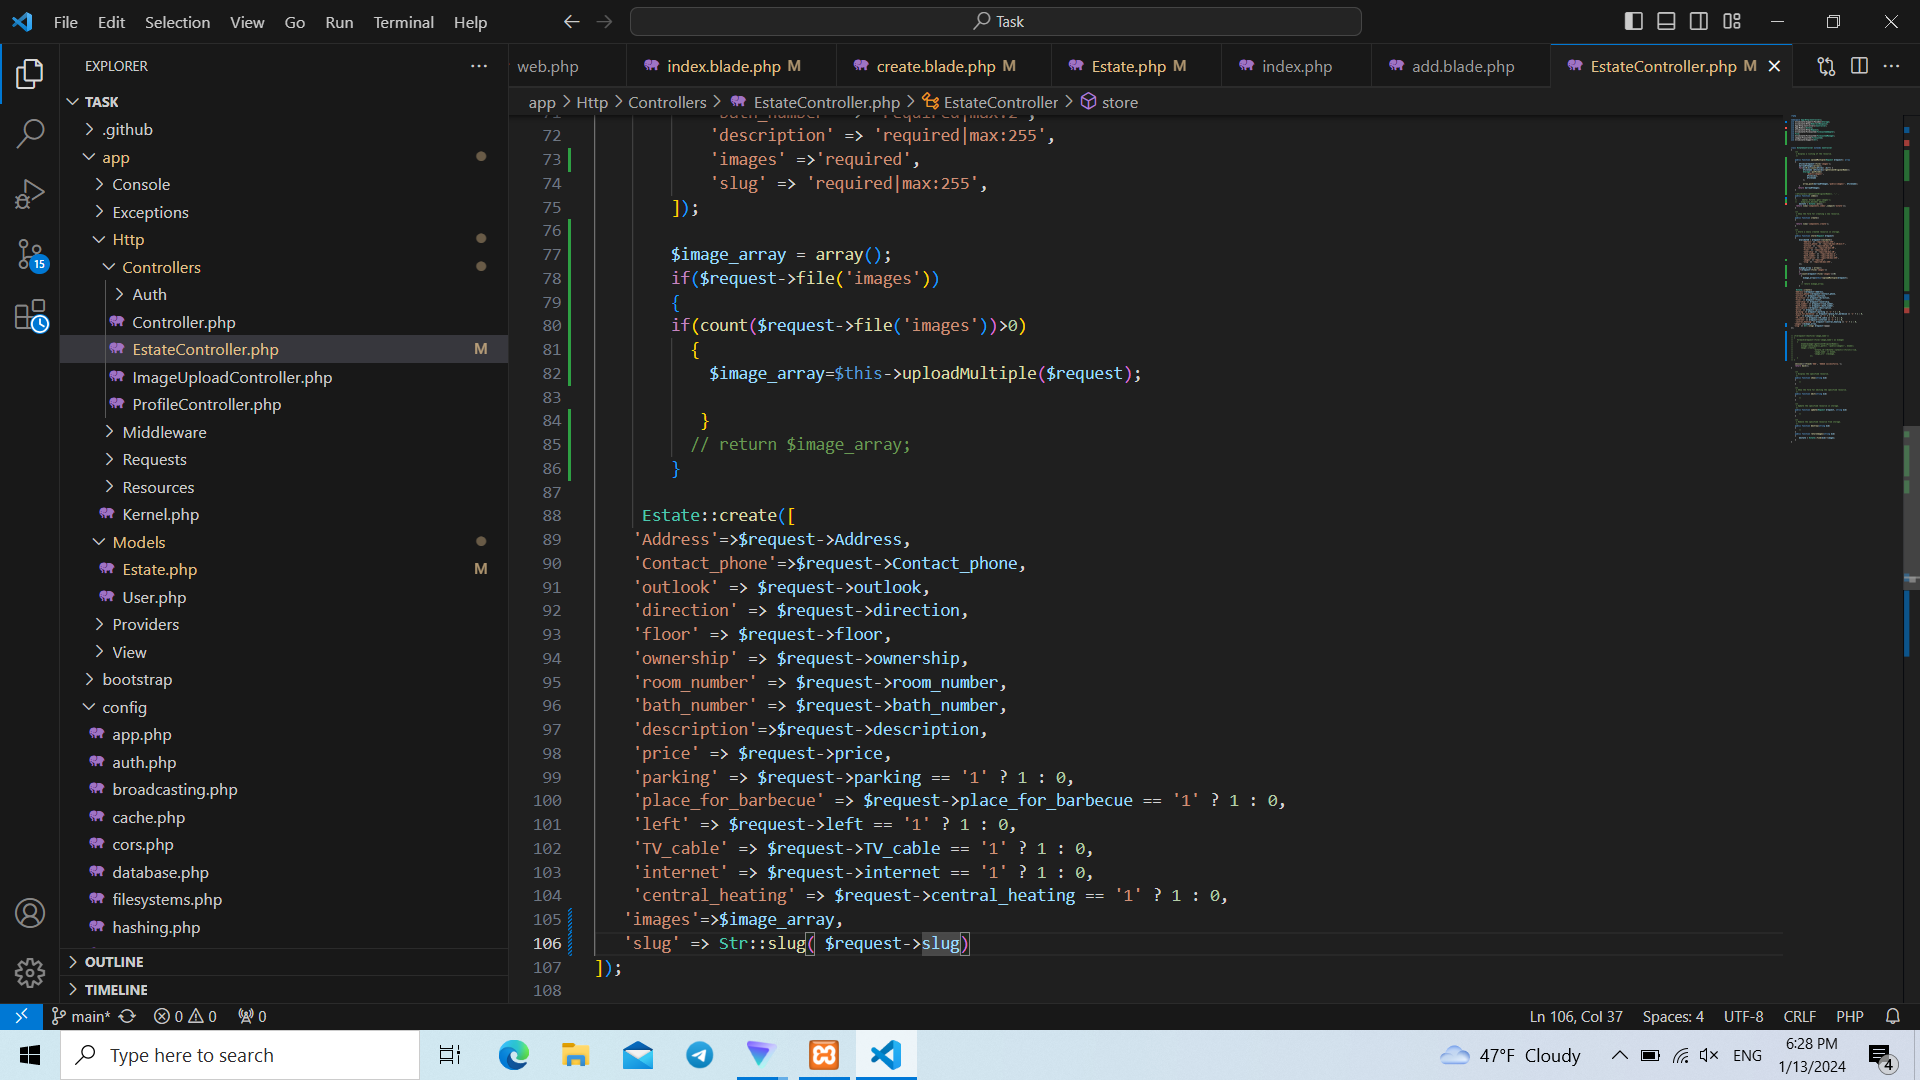 File Edit Selection View Go Run Terminal Help
Task
EXPLORER
web.php
index.blade.php M
create.blade.php M
Estate.php M
index.php
add.blade.php
EstateController.php M
app > Http > Controllers > EstateController.php > EstateController > store
TASK
.github
app
Console
Exceptions
Http
Controllers
Auth
Controller.php
EstateController.php M
ImageUploadController.php
ProfileController.php
Middleware
Requests
Resources
Kernel.php
Models
Estate.php M
User.php
Providers
View
bootstrap
config
app.php
auth.php
broadcasting.php
cache.php
cors.php
database.php
filesystems.php
hashing.php
OUTLINE
TIMELINE
15
72 'description' => 'required|max:255',
73 'images' =>'required',
74 'slug' => 'required|max:255',
75 ]);
76
77 $image_array = array();
78 if($request->file('images'))
79 {
80 if(count($request->file('images'))>0)
81 {
82 $image_array=$this->uploadMultiple($request);
83
84 }
85 // return $image_array;
86 }
87
88 Estate::create([
89 'Address'=>$request->Address,
90 'Contact_phone'=>$request->Contact_phone,
91 'outlook' => $request->outlook,
92 'direction' => $request->direction,
93 'floor' => $request->floor,
94 'ownership' => $request->ownership,
95 'room_number' => $request->room_number,
96 'bath_number' => $request->bath_number,
97 'description'=>$request->description,
98 'price' => $request->price,
99 'parking' => $request->parking == '1' ? 1 : 0,
100 'place_for_barbecue' => $request->place_for_barbecue == '1' ? 1 : 0,
101 'left' => $request->left == '1' ? 1 : 0,
102 'TV_cable' => $request->TV_cable == '1' ? 1 : 0,
103 'internet' => $request->internet == '1' ? 1 : 0,
104 'central_heating' => $request->central_heating == '1' ? 1 : 0,
105 'images'=>$image_array,
106 'slug' => Str::slug( $request->slug)
107 ]);
108
main* 0 0 0
Ln 106, Col 37 Spaces: 4 UTF-8 CRLF PHP
Type here to search
47°F Cloudy
ENG
6:28 PM
1/13/2024
4